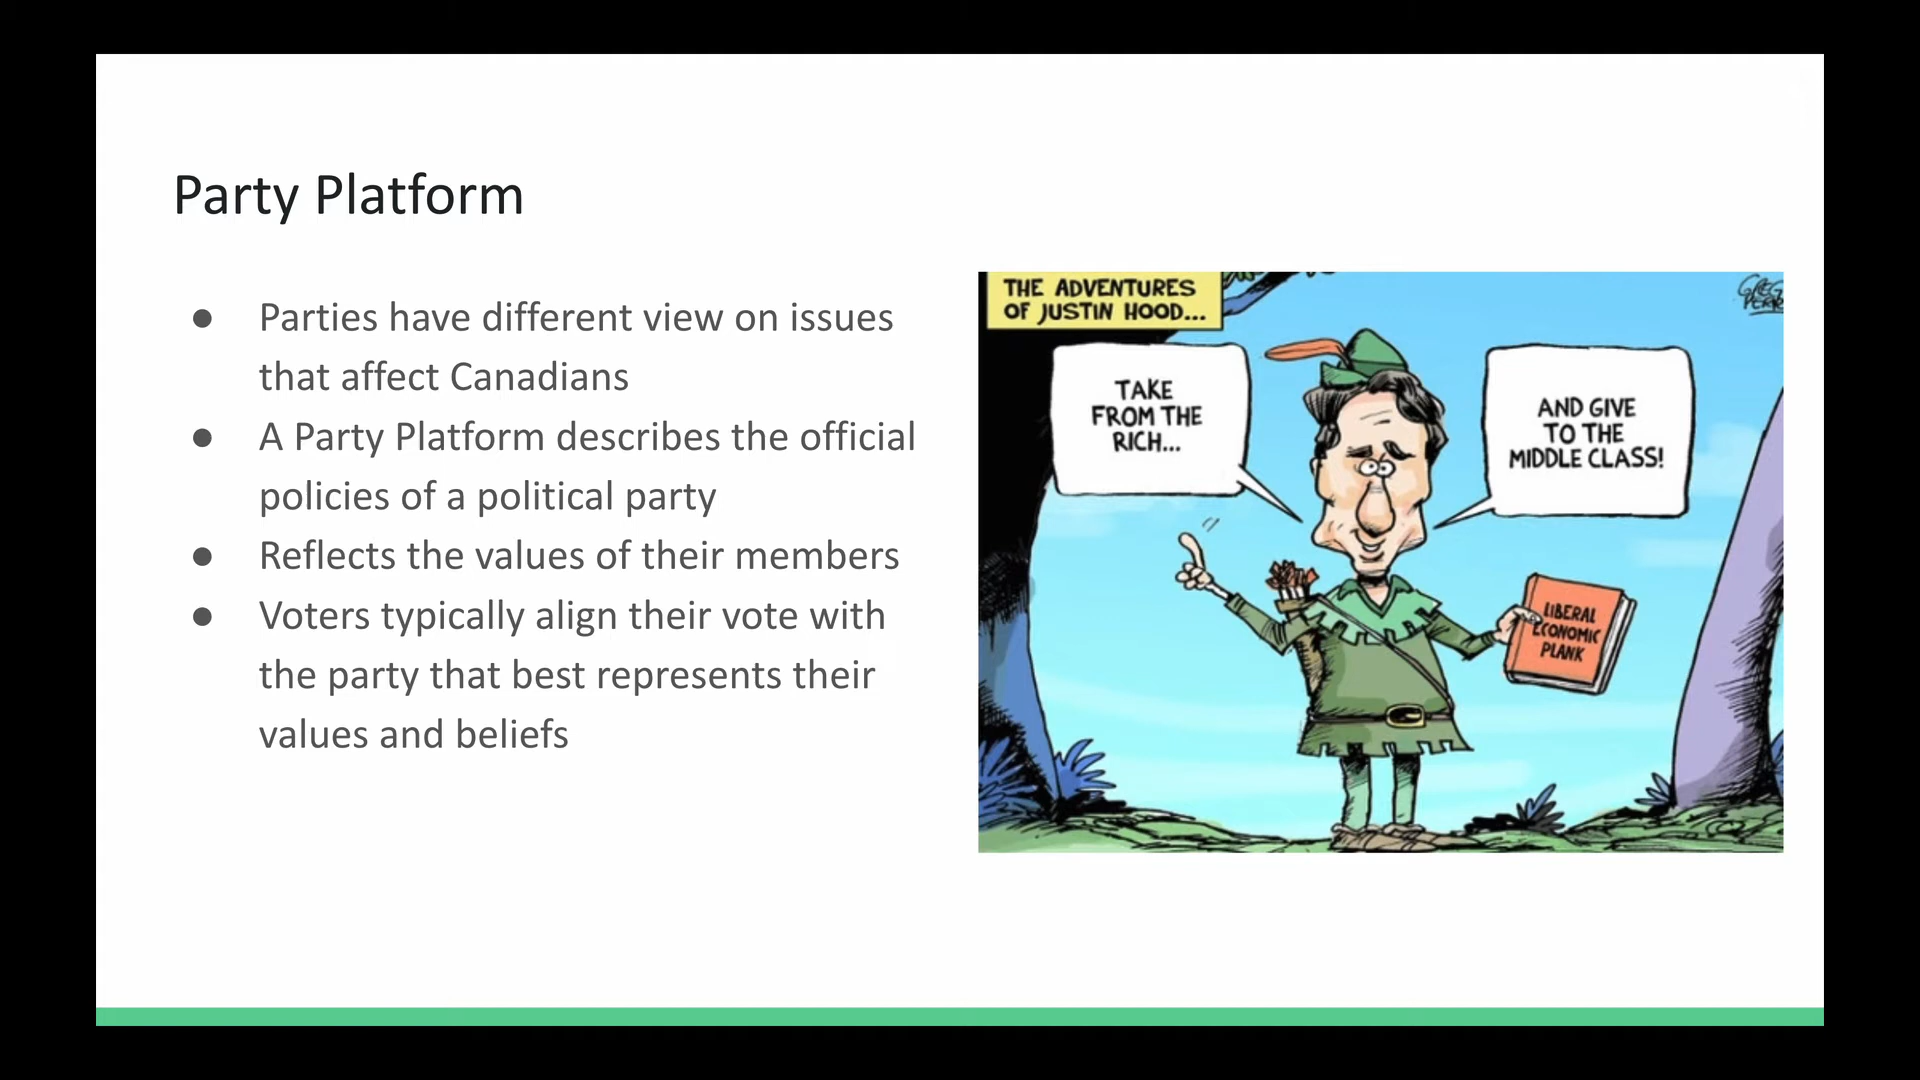 Party Platform
● Parties have different view on issues
that affect Canadians
● A Party Platform describes the official
policies of a political party
● Reflects the values of their members
● Voters typically align their vote with
the party that best represents their
values and beliefs
THE ADVENTURES
OF JUSTIN HOOD...
TAKE
FROM THE
RICH...
AND GIVE
TO THE
MIDDLE CLASS!
LIBERAL
ECONOMIC
PLANK
GREG